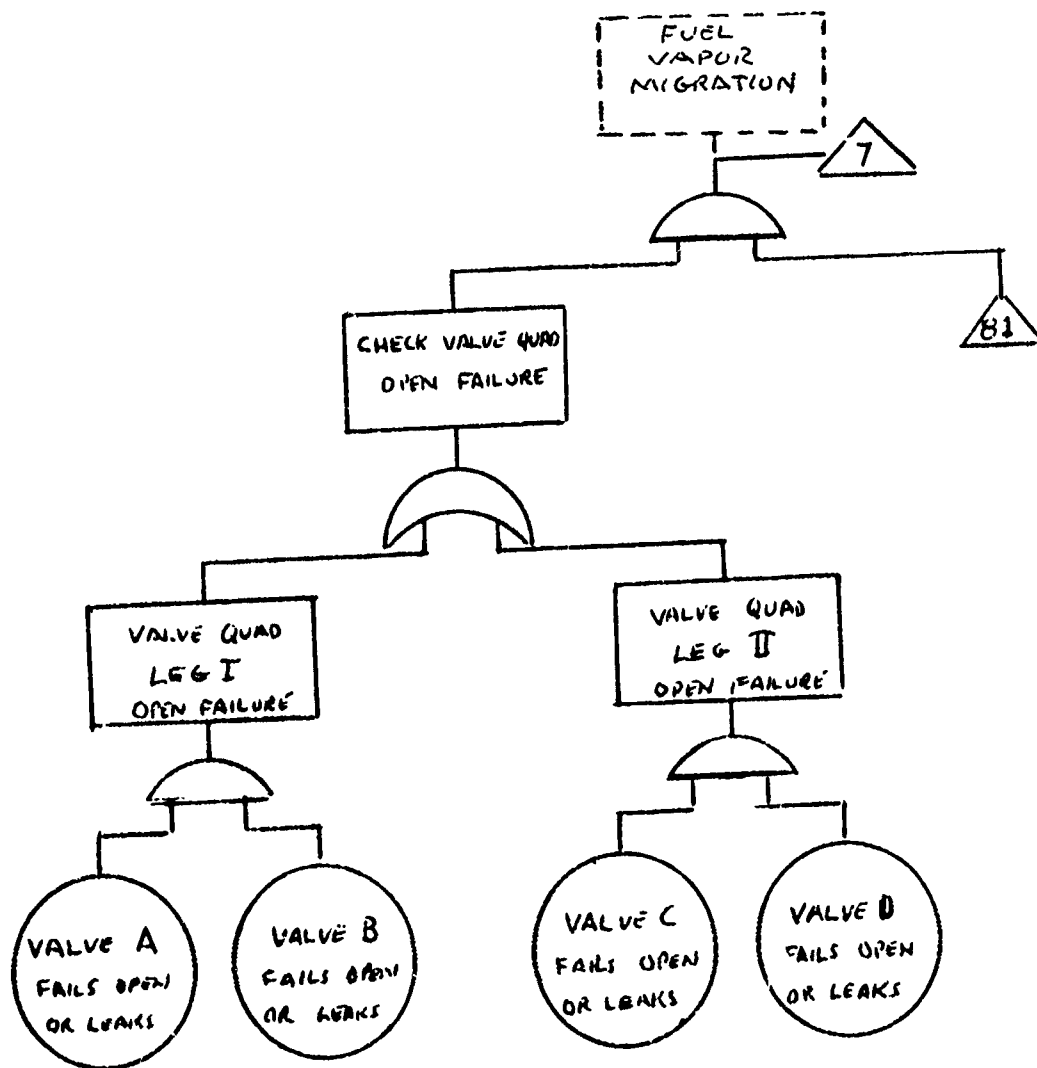 FUEL
VAPOR
MIGRATION
7
81
CHECK VALVE QUAD
OPEN FAILURE
VALVE QUAD
LEG I
OPEN FAILURE
VALVE QUAD
LEG II
OPEN FAILURE
VALVE A
FAILS OPEN
OR LEAKS
VALVE B
FAILS OPEN
OR LEAKS
VALVE C
FAILS OPEN
OR LEAKS
VALVE D
FAILS OPEN
OR LEAKS